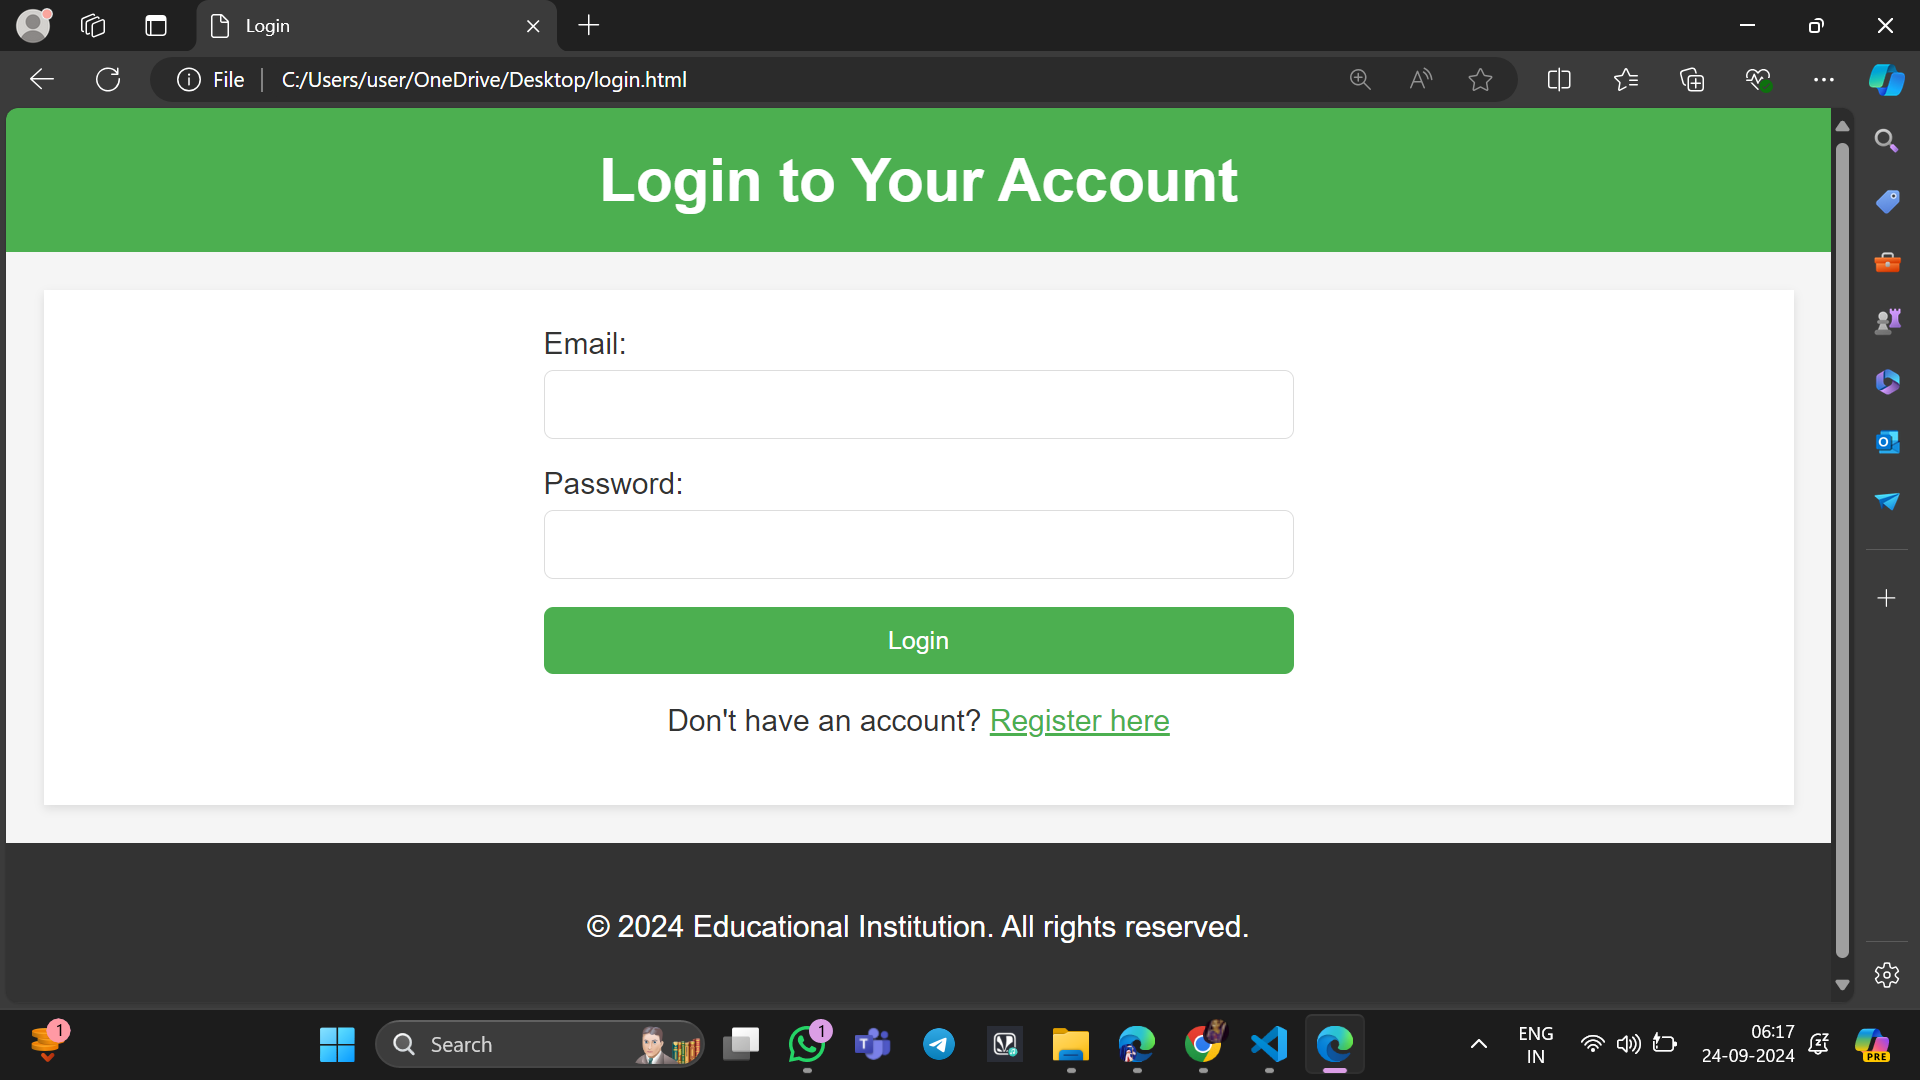 Login
File
C:/Users/user/OneDrive/Desktop/login.html
Login to Your Account
Email:
Password:
Login
Don't have an account? Register here
© 2024 Educational Institution. All rights reserved.
1
Search
1
ENG
IN
06:17
24-09-2024
PRE